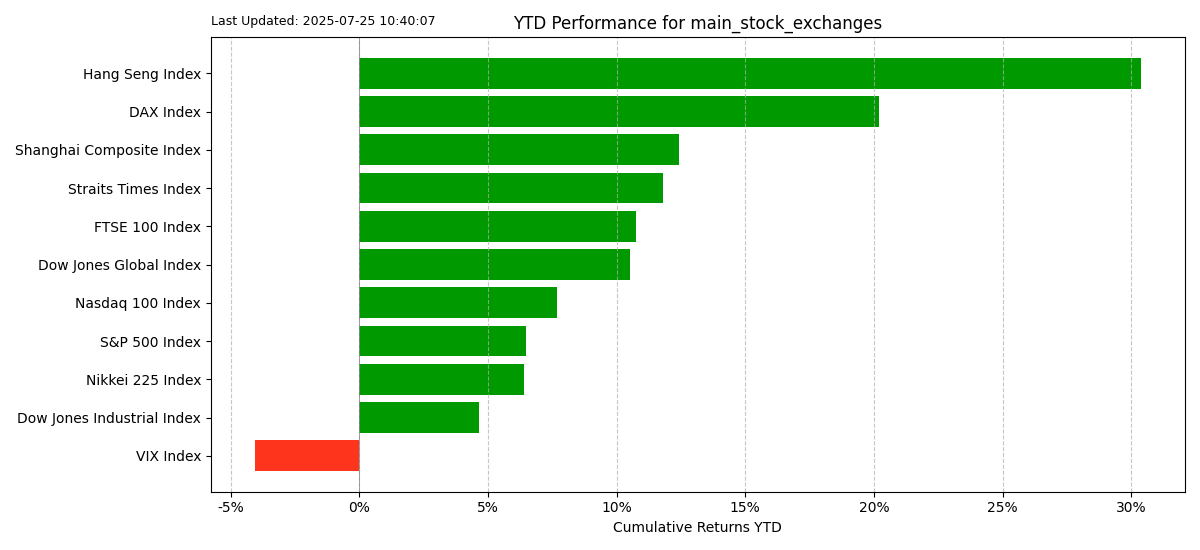 Last Updated: 2025-07-25 10:40:07
YTD Performance for main_stock_exchanges
Hang Seng Index
DAX Index
Shanghai Composite Index
Straits Times Index
FTSE 100 Index
Dow Jones Global Index
Nasdaq 100 Index
S&P 500 Index
Nikkei 225 Index
Dow Jones Industrial Index
VIX Index
-5% 0% 5% 10% 15% 20% 25% 30%
Cumulative Returns YTD